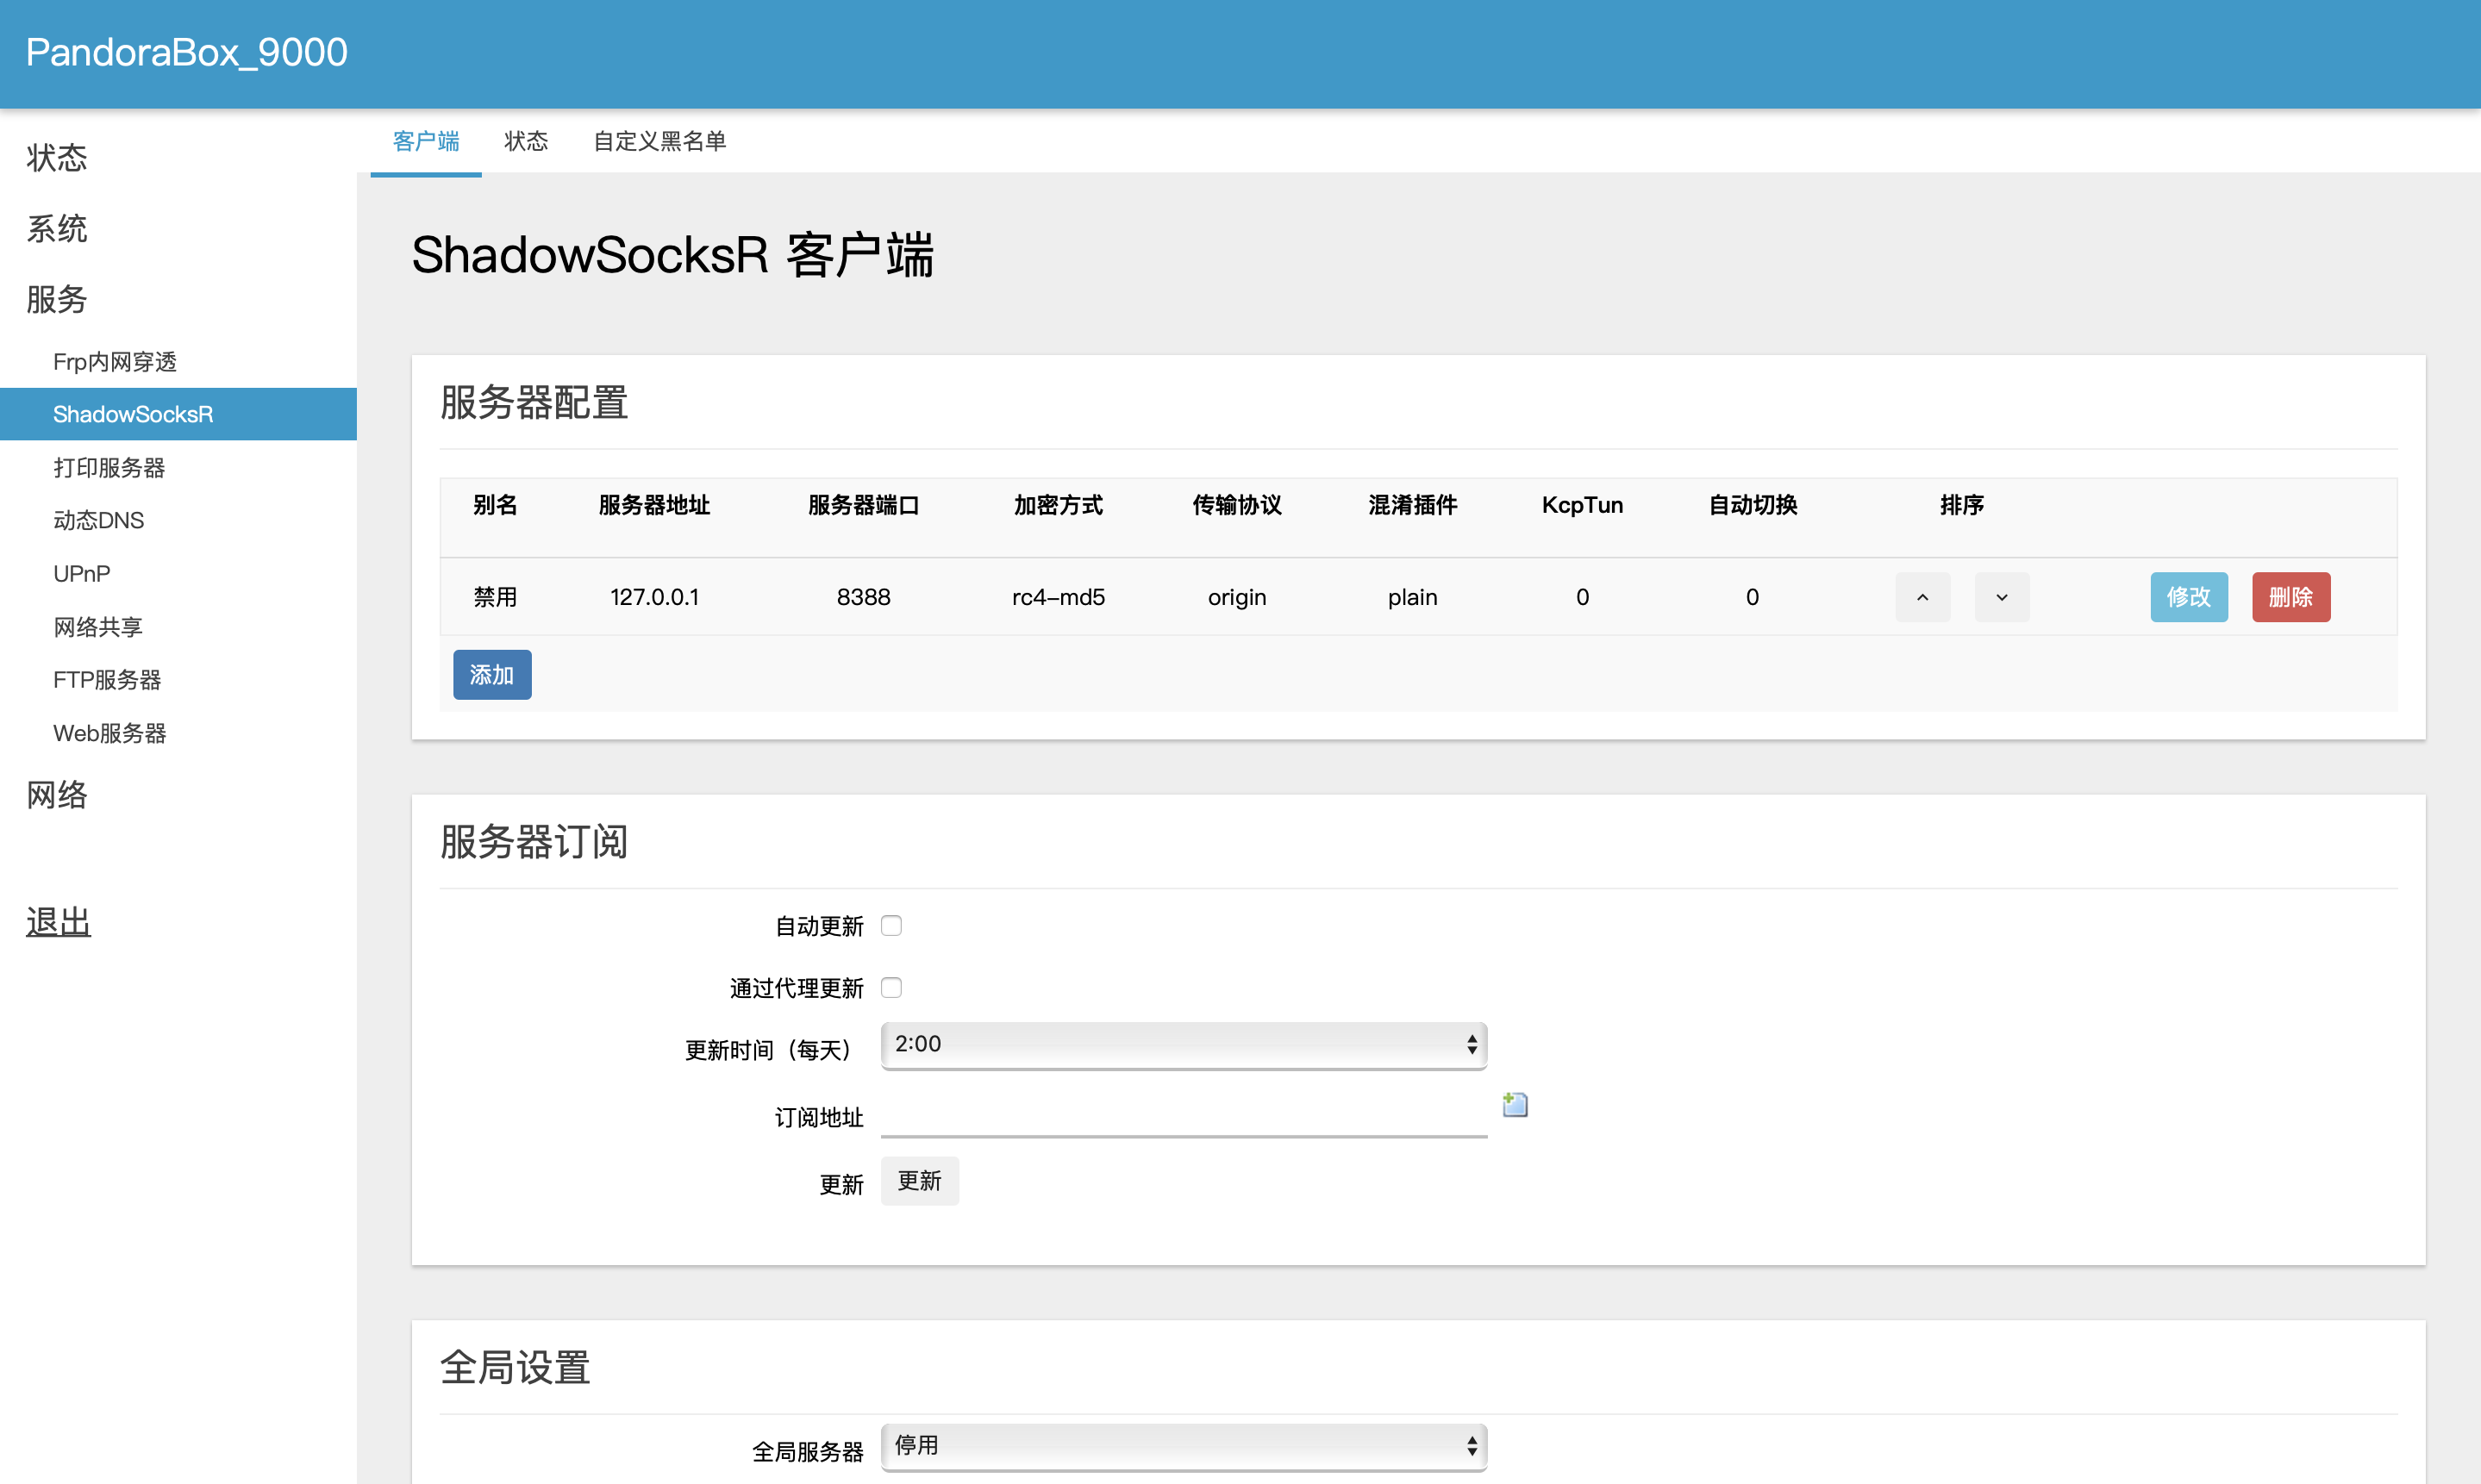 PandoraBox_9000
客户端 状态 自定义黑名单
状态
系统
服务
Frp内网穿透
ShadowSocksR
打印服务器
动态DNS
UPnP
网络共享
FTP服务器
Web服务器
网络
退出
ShadowSocksR 客户端
服务器配置
别名 服务器地址 服务器端口 加密方式 传输协议 混淆插件 KcpTun 自动切换 排序
禁用 127.0.0.1 8388 rc4-md5 origin plain 0 0 修改 删除
添加
服务器订阅
自动更新
通过代理更新
更新时间（每天） 2:00
订阅地址
更新 更新
全局设置
全局服务器 停用